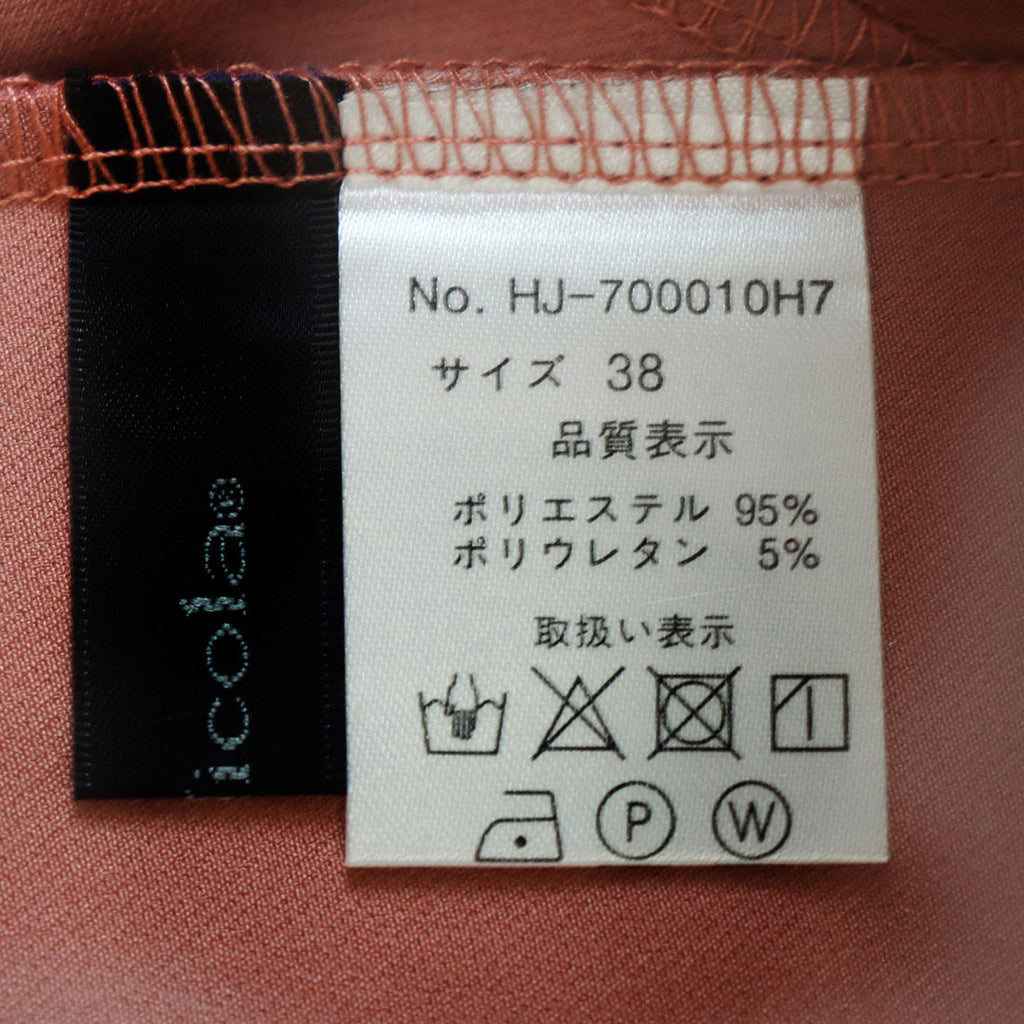 icola®
No. HJ-700010H7
サイズ 38
品質表示
ポリエステル 95%
ポリウレタン 5%
取扱い表示
P W